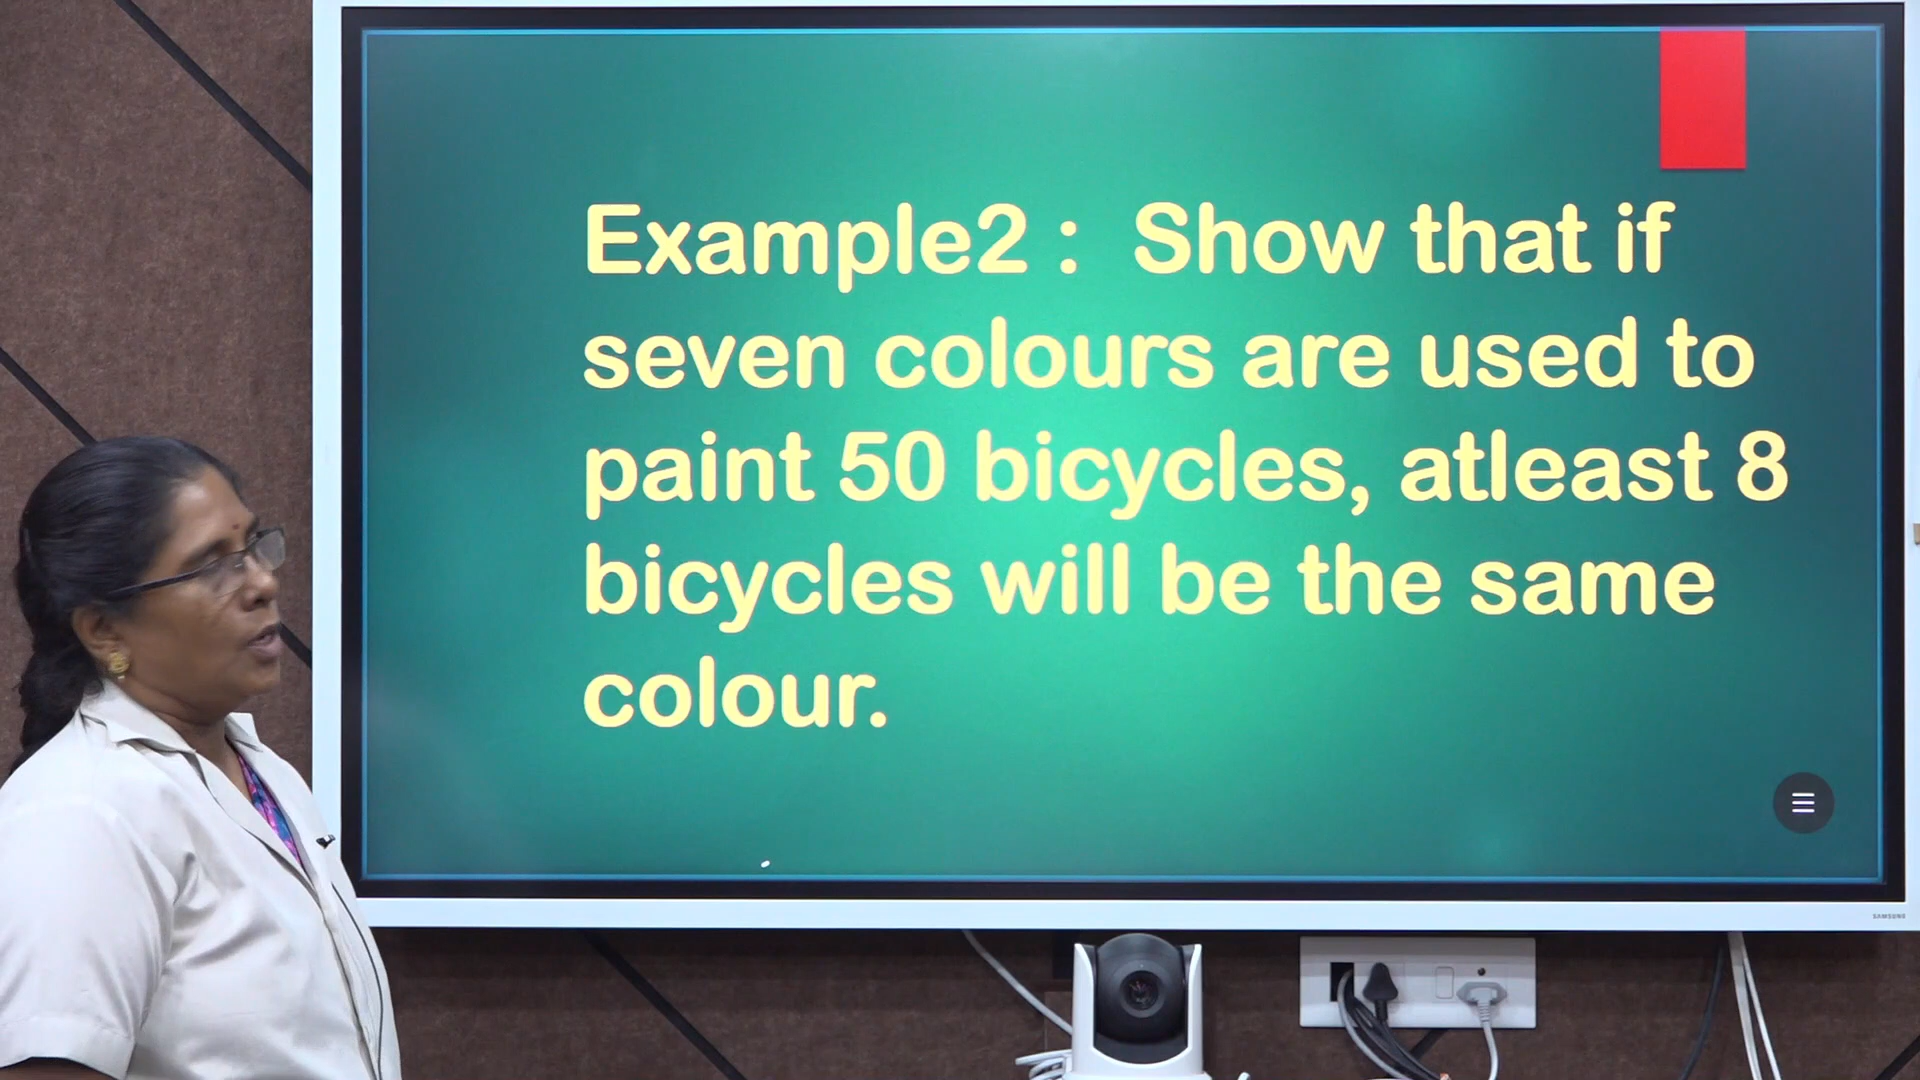 Example2 : Show that if
seven colours are used to
paint 50 bicycles, atleast 8
bicycles will be the same
colour.
SAMSUNG